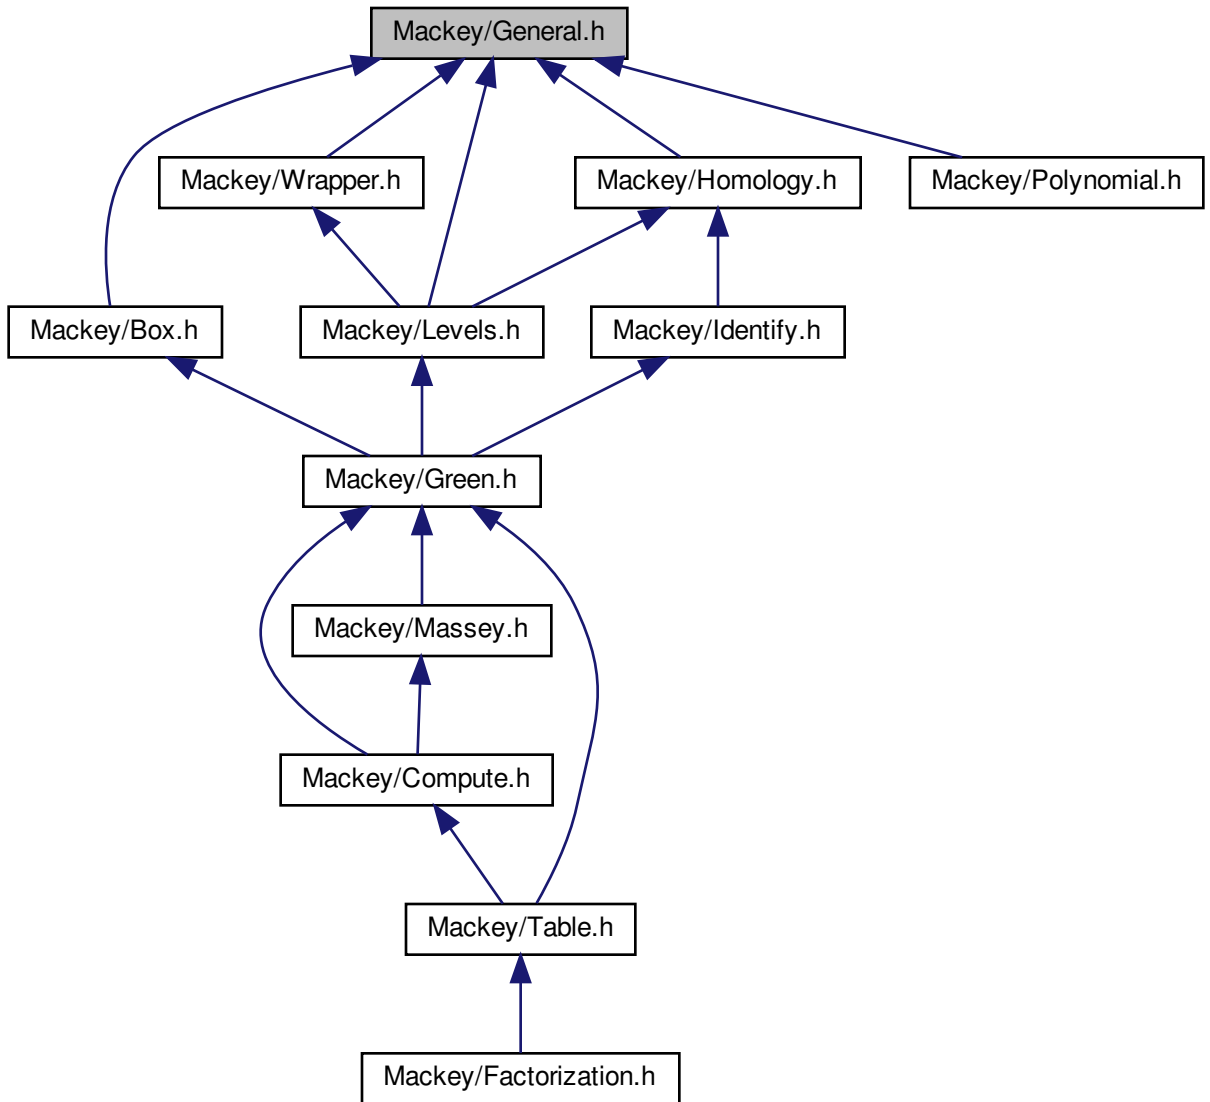 Mackey/General.h
Mackey/Wrapper.h
Mackey/Homology.h
Mackey/Polynomial.h
Mackey/Box.h
Mackey/Levels.h
Mackey/Identify.h
Mackey/Green.h
Mackey/Massey.h
Mackey/Compute.h
Mackey/Table.h
Mackey/Factorization.h